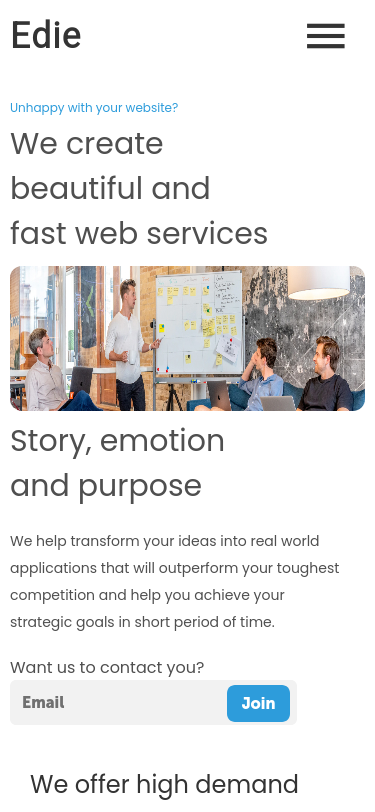 Edie
Unhappy with your website?
We create
beautiful and
fast web services
Story, emotion
and purpose
We help transform your ideas into real world
applications that will outperform your toughest
competition and help you achieve your
strategic goals in short period of time.
Want us to contact you?
Email
Join
We offer high demand